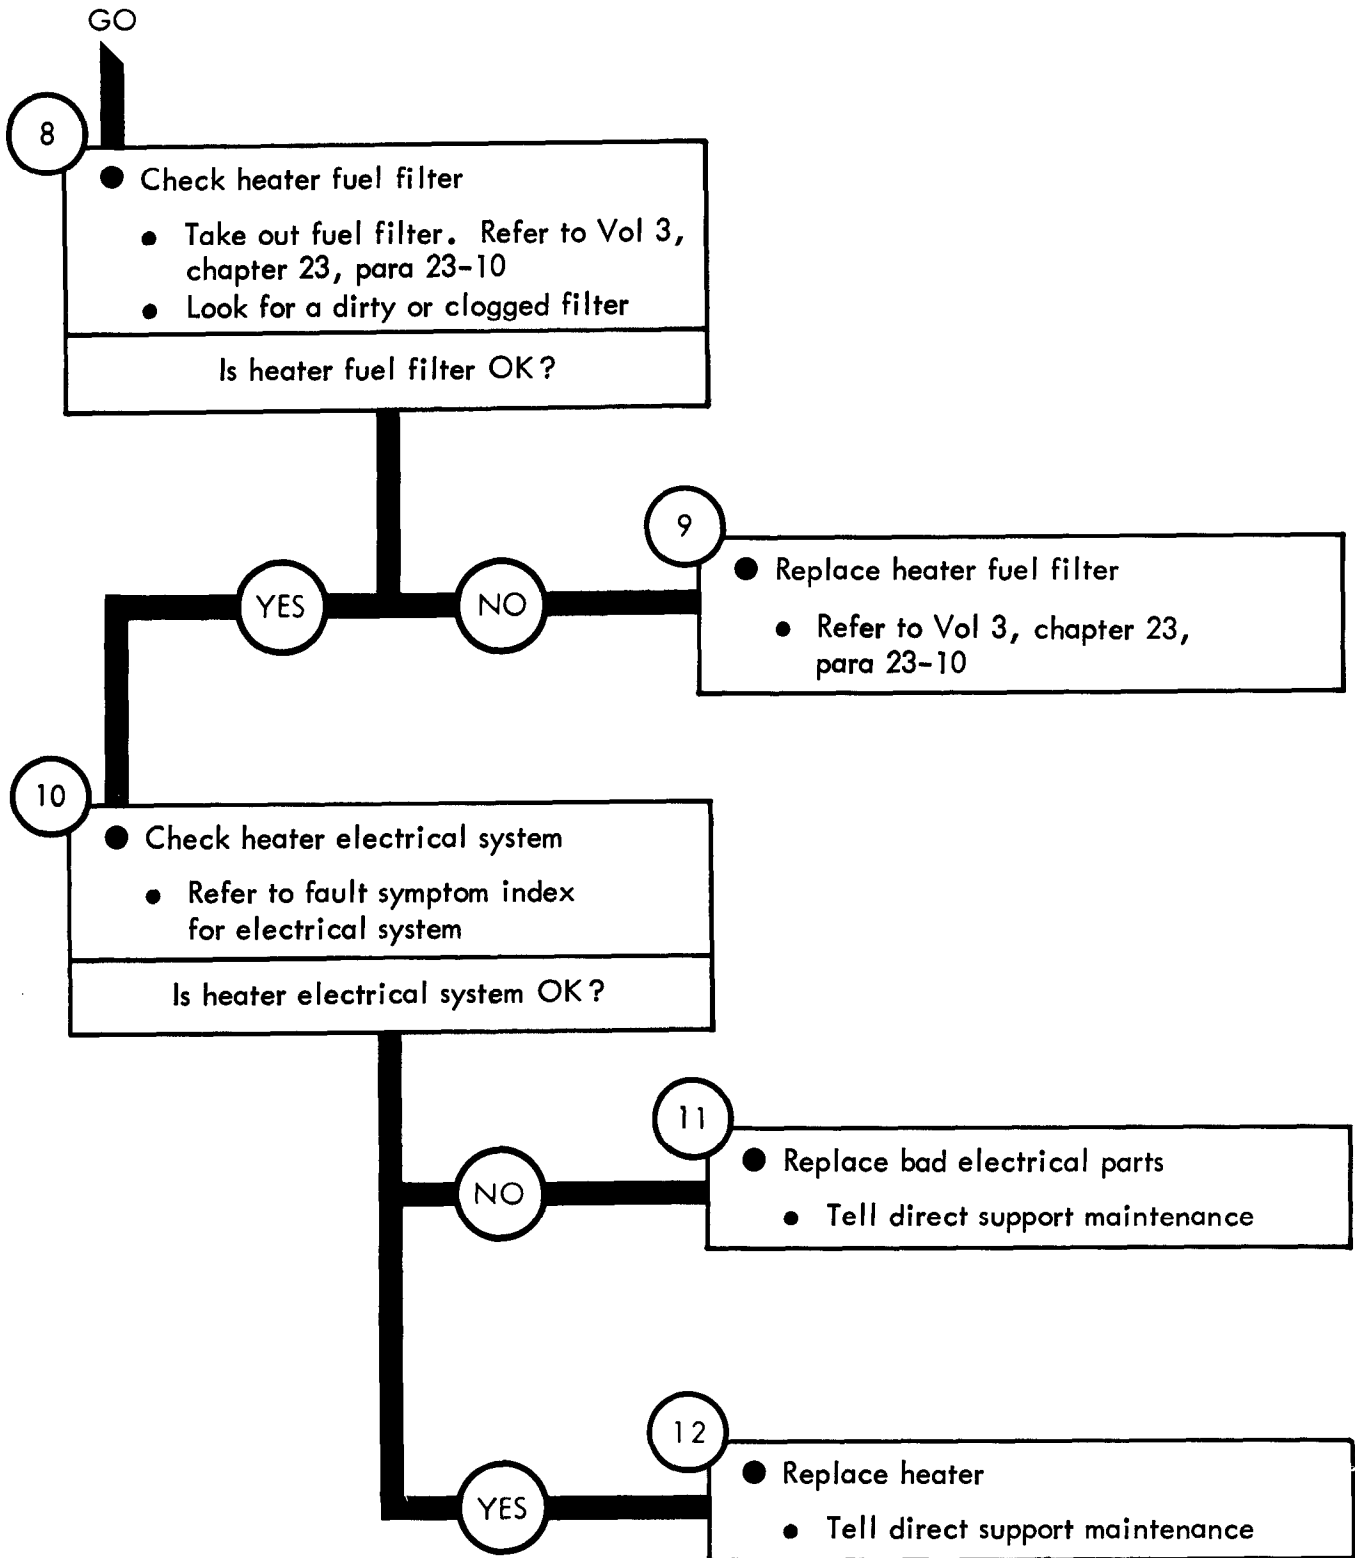 GO
8
● Check heater fuel filter
● Take out fuel filter. Refer to Vol 3,
chapter 23, para 23-10
● Look for a dirty or clogged filter
Is heater fuel filter OK?
YES
NO
9
● Replace heater fuel filter
● Refer to Vol 3, chapter 23,
para 23-10
10
● Check heater electrical system
● Refer to fault symptom index
for electrical system
Is heater electrical system OK?
NO
11
● Replace bad electrical parts
● Tell direct support maintenance
YES
12
● Replace heater
● Tell direct support maintenance